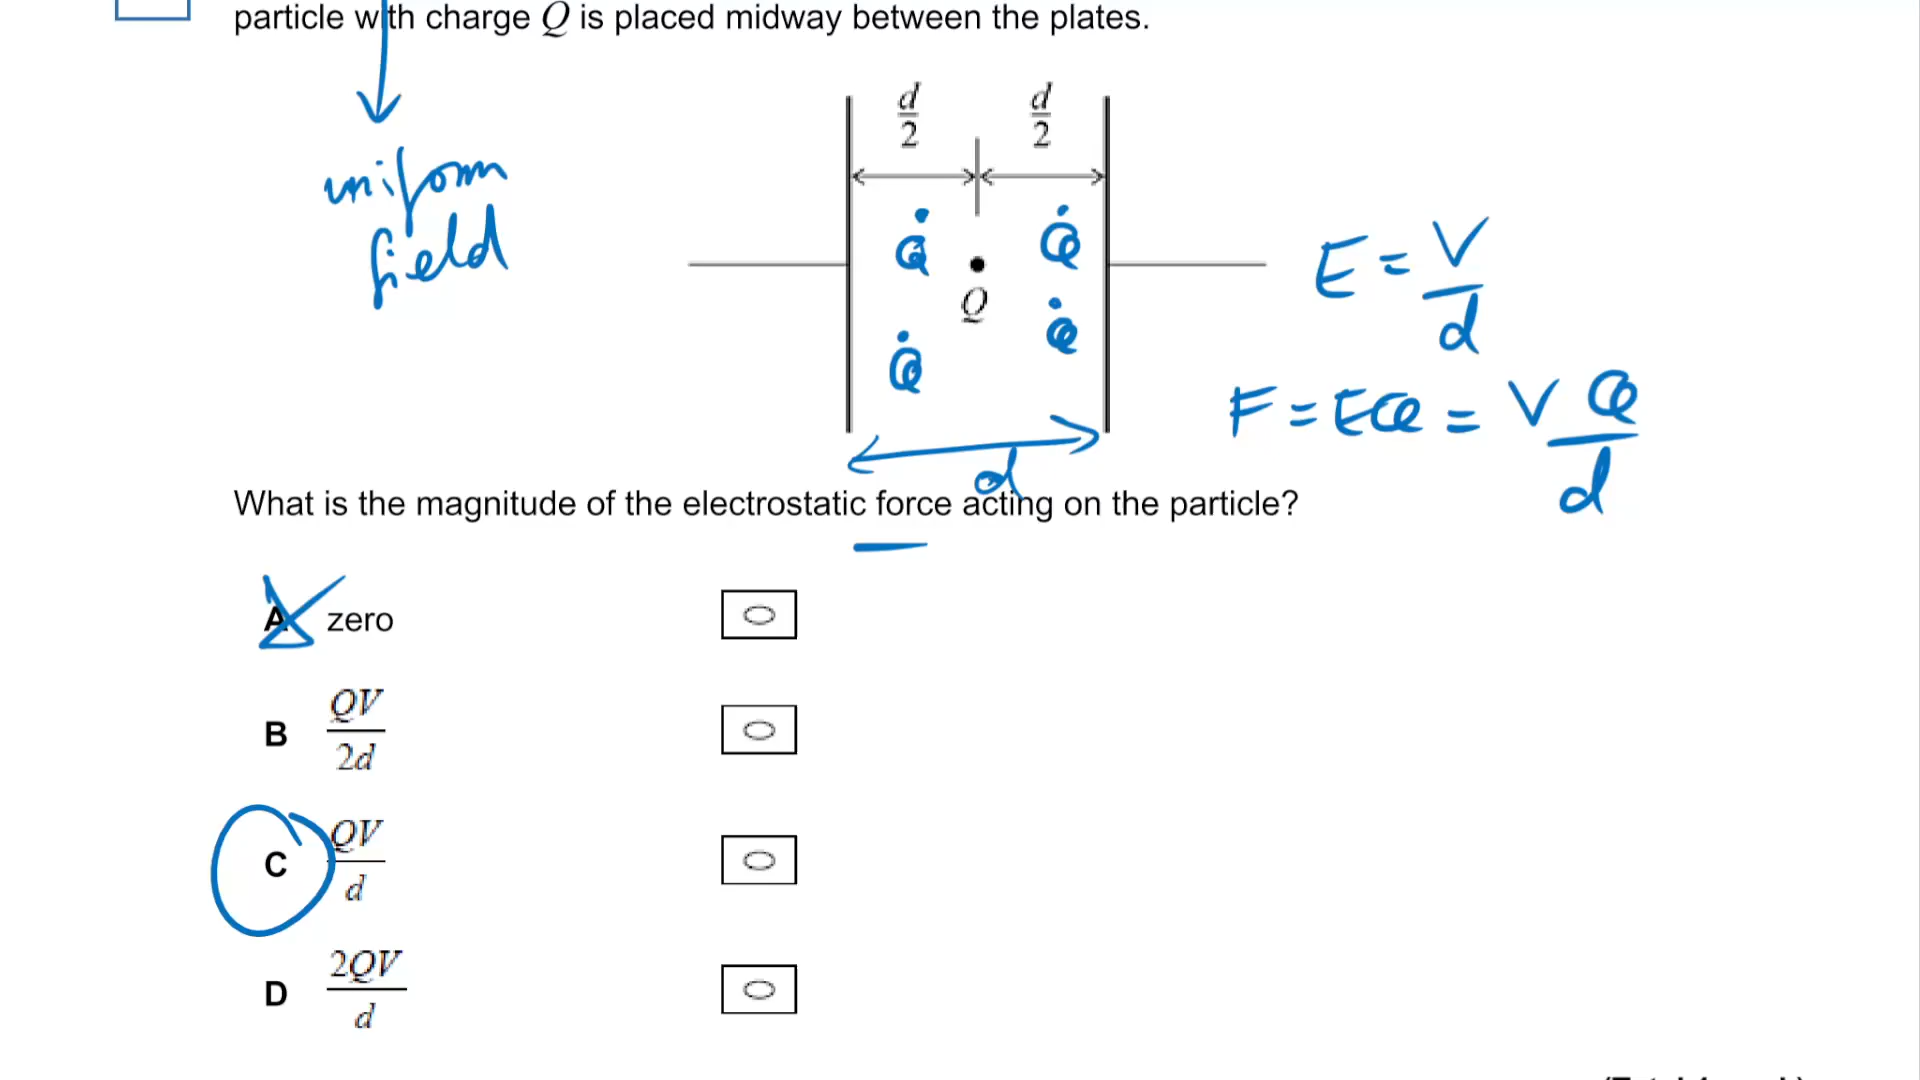 particle with charge Q is placed midway between the plates.
d/2 d/2
uniform
field
Q Q
Q
Q Q
E = V/d
F = EQ = V Q/d
d
What is the magnitude of the electrostatic force acting on the particle?
A zero
B QV/2d
C QV/d
D 2QV/d